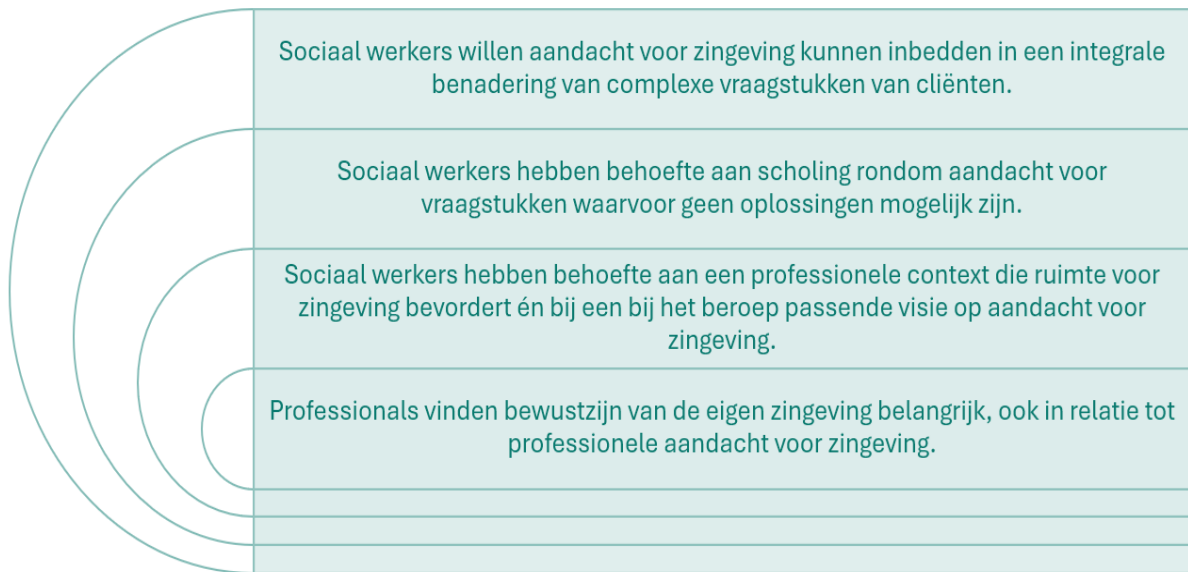 Sociaal werkers willen aandacht voor zingeving kunnen inbedden in een integrale
benadering van complexe vraagstukken van cliënten.
Sociaal werkers hebben behoefte aan scholing rondom aandacht voor
vraagstukken waarvoor geen oplossingen mogelijk zijn.
Sociaal werkers hebben behoefte aan een professionele context die ruimte voor
zingeving bevordert én bij een bij het beroep passende visie op aandacht voor
zingeving.
Professionals vinden bewustzijn van de eigen zingeving belangrijk, ook in relatie tot
professionele aandacht voor zingeving.